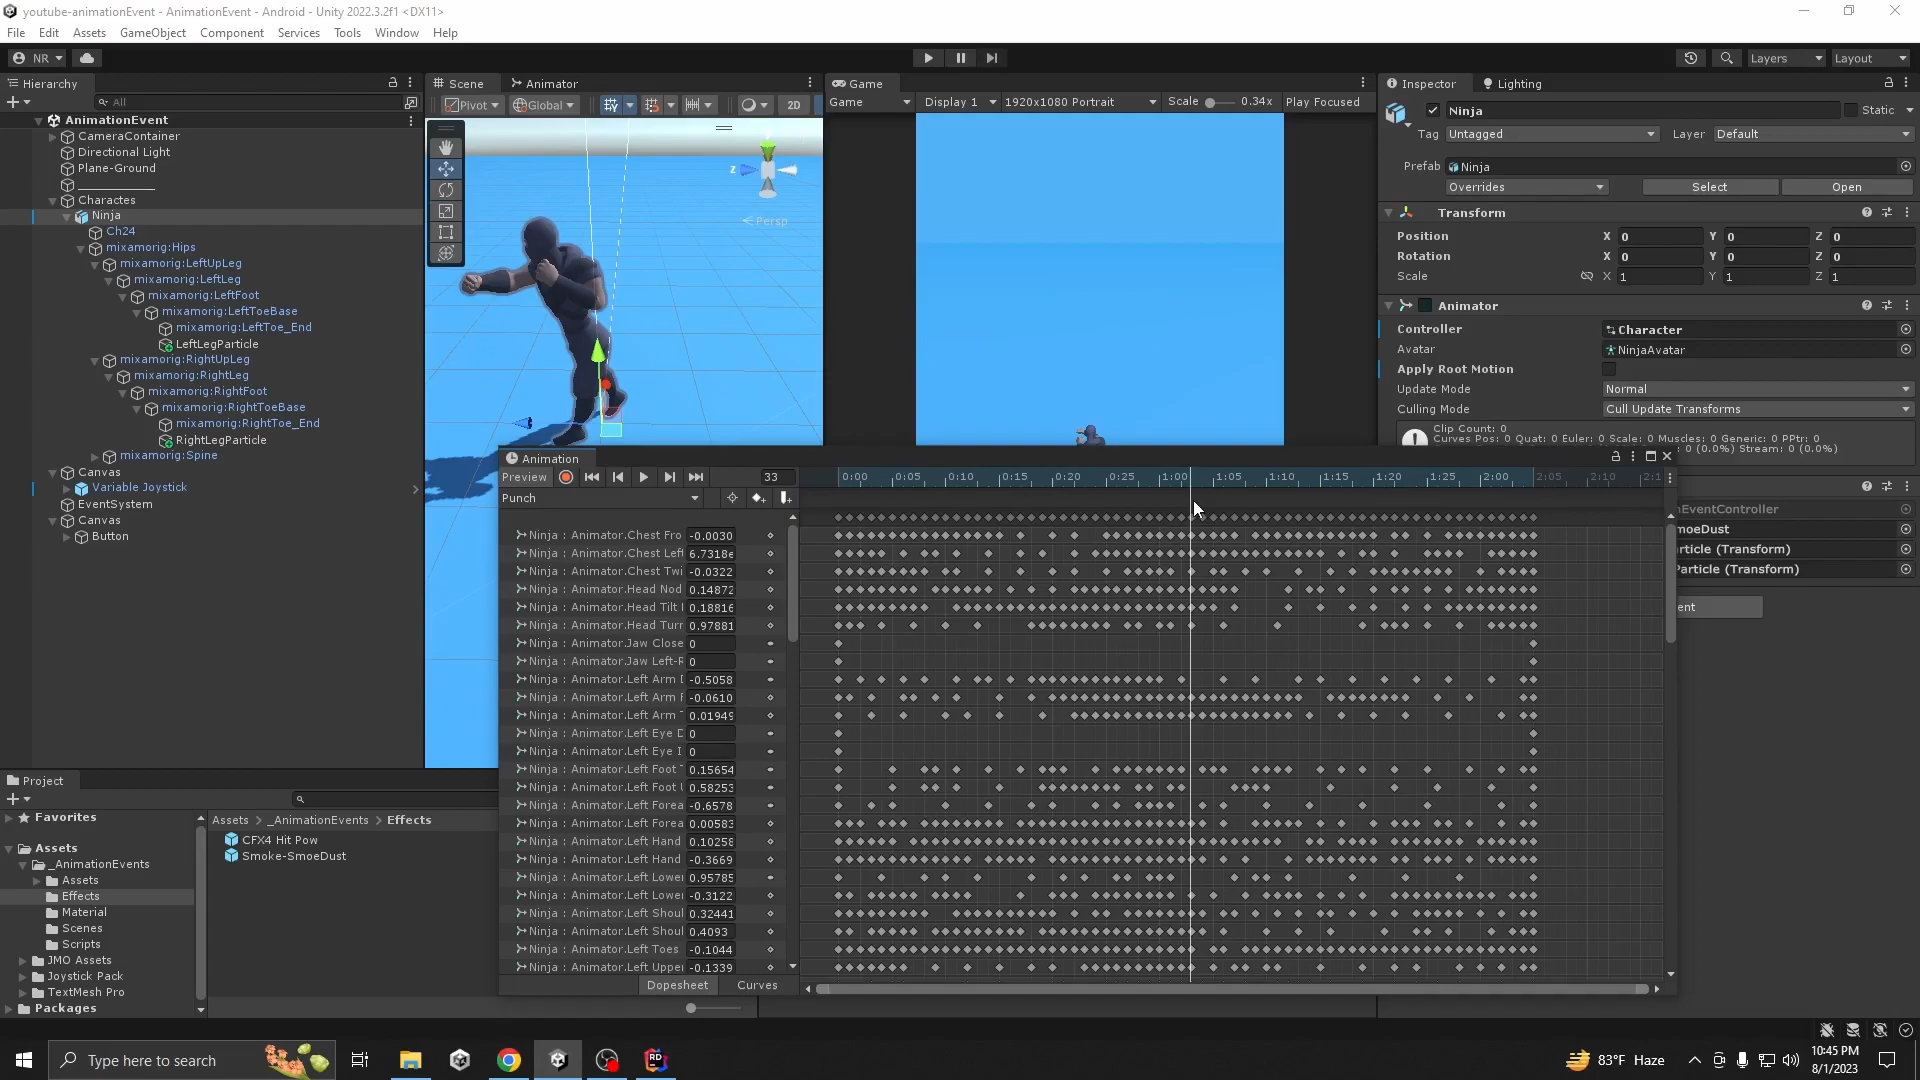 youtube-animationEvent - AnimationEvent - Android - Unity 2022.3.2f1 <DX11>
File Edit Assets GameObject Component Services Tools Window Help
NR
Layers Layout
Hierarchy
All
AnimationEvent
CameraContainer
Directional Light
Plane-Ground
____________
Charactes
Ninja
Ch24
mixamorig:Hips
mixamorig:LeftUpLeg
mixamorig:LeftLeg
mixamorig:LeftFoot
mixamorig:LeftToeBase
mixamorig:LeftToe_End
LeftLegParticle
mixamorig:RightUpLeg
mixamorig:RightLeg
mixamorig:RightFoot
mixamorig:RightToeBase
mixamorig:RightToe_End
RightLegParticle
mixamorig:Spine
Canvas
Variable Joystick
EventSystem
Canvas
Button
Scene Animator
Pivot Global 2D
z
Persp
Game
Game Display 1 1920x1080 Portrait Scale 0.34x Play Focused
Inspector Lighting
Ninja Static
Tag Untagged Layer Default
Prefab Ninja
Overrides Select Open
Transform
Position X 0 Y 0 Z 0
Rotation X 0 Y 0 Z 0
Scale X 1 Y 1 Z 1
Animator
Controller Character
Avatar NinjaAvatar
Apply Root Motion
Update Mode Normal
Culling Mode Cull Update Transforms
Clip Count: 0
Curves Pos: 0 Quat: 0 Euler: 0 Scale: 0 Muscles: 0 Generic: 0 PPtr: 0
0 (0.0%) Stream: 0 (0.0%)
nEventController
moeDust
article (Transform)
Particle (Transform)
ent
Animation
Preview 33
0:00 0:05 0:10 0:15 0:20 0:25 1:00 1:05 1:10 1:15 1:20 1:25 2:00 2:05 2:10 2:1
Punch
Ninja : Animator.Chest Fro -0.0030
Ninja : Animator.Chest Left 6.7318e
Ninja : Animator.Chest Twi -0.0322
Ninja : Animator.Head Nod 0.14872
Ninja : Animator.Head Tilt 0.18816
Ninja : Animator.Head Turr 0.97881
Ninja : Animator.Jaw Close 0
Ninja : Animator.Jaw Left-R 0
Ninja : Animator.Left Arm D -0.5058
Ninja : Animator.Left Arm F -0.0610
Ninja : Animator.Left Arm 0.01949
Ninja : Animator.Left Eye D 0
Ninja : Animator.Left Eye I 0
Ninja : Animator.Left Foot 0.15654
Ninja : Animator.Left Foot 0.58253
Ninja : Animator.Left Forea -0.6578
Ninja : Animator.Left Forea 0.00583
Ninja : Animator.Left Hand 0.10258
Ninja : Animator.Left Hand -0.3669
Ninja : Animator.Left Lower 0.95785
Ninja : Animator.Left Lower -0.3122
Ninja : Animator.Left Shoul 0.32441
Ninja : Animator.Left Shoul 0.4093
Ninja : Animator.Left Toes -0.1044
Ninja : Animator.Left Upper -0.1339
Dopesheet Curves
Project
Favorites
Assets
_AnimationEvents
Assets
Effects
Material
Scenes
Scripts
JMO Assets
Joystick Pack
TextMesh Pro
Packages
Assets > _AnimationEvents > Effects
CFX4 Hit Pow
Smoke-SmoeDust
Type here to search
RD
83°F Haze
10:45 PM
8/1/2023